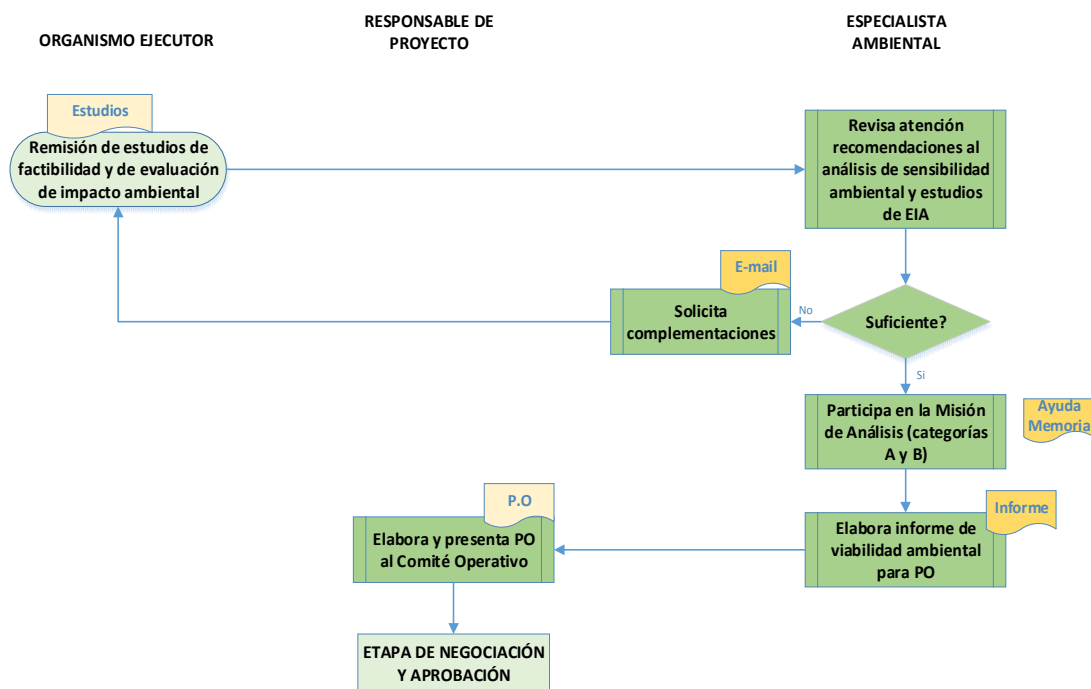 ORGANISMO EJECUTOR
RESPONSABLE DE
PROYECTO
ESPECIALISTA
AMBIENTAL
Estudios
Remisión de estudios de
factibilidad y de evaluación
de impacto ambiental
Revisa atención
recomendaciones al
análisis de sensibilidad
ambiental y estudios
de EIA
E-mail
Solicita
complementaciones
No
Suficiente?
Si
Participa en la Misión
de Análisis (categorías
A y B)
Ayuda
Memoria
P.O
Elabora y presenta PO
al Comité Operativo
Informe
Elabora informe de
viabilidad ambiental
para PO
ETAPA DE NEGOCIACIÓN
Y APROBACIÓN